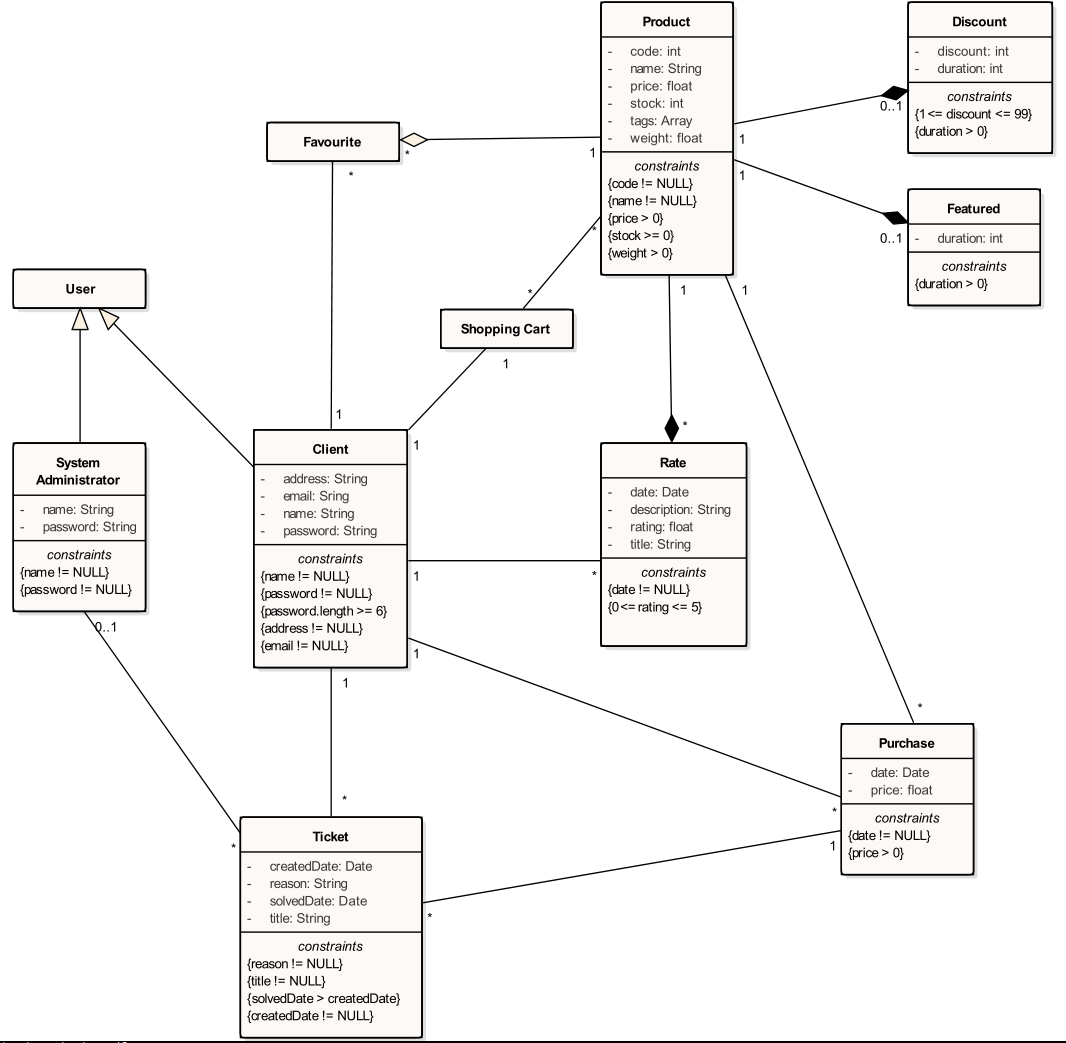 Product
- code: int
- name: String
- price: float
- stock: int
- tags: Array
- weight: float
constraints
{code != NULL}
{name != NULL}
{price > 0}
{stock >= 0}
{weight > 0}
Discount
- discount: int
- duration: int
constraints
{1 <= discount <= 99}
{duration > 0}
0..1
1
Favourite
*
1
*
1
0..1
Featured
- duration: int
constraints
{duration > 0}
*
User
*
1
1
Shopping Cart
1
*
1
1
System
Administrator
- name: String
- password: String
constraints
{name != NULL}
{password != NULL}
0..1
Client
- address: String
- email: Sring
- name: String
- password: String
constraints
{name != NULL}
{password != NULL}
{password.length >= 6}
{address != NULL}
{email != NULL}
1
*
1
1
Rate
- date: Date
- description: String
- rating: float
- title: String
constraints
{date != NULL}
{0<= rating <= 5}
*
Purchase
- date: Date
- price: float
constraints
{date != NULL}
{price > 0}
*
1
*
*
Ticket
- createdDate: Date
- reason: String
- solvedDate: Date
- title: String
constraints
{reason != NULL}
{title != NULL}
{solvedDate > createdDate}
{createdDate != NULL}
*